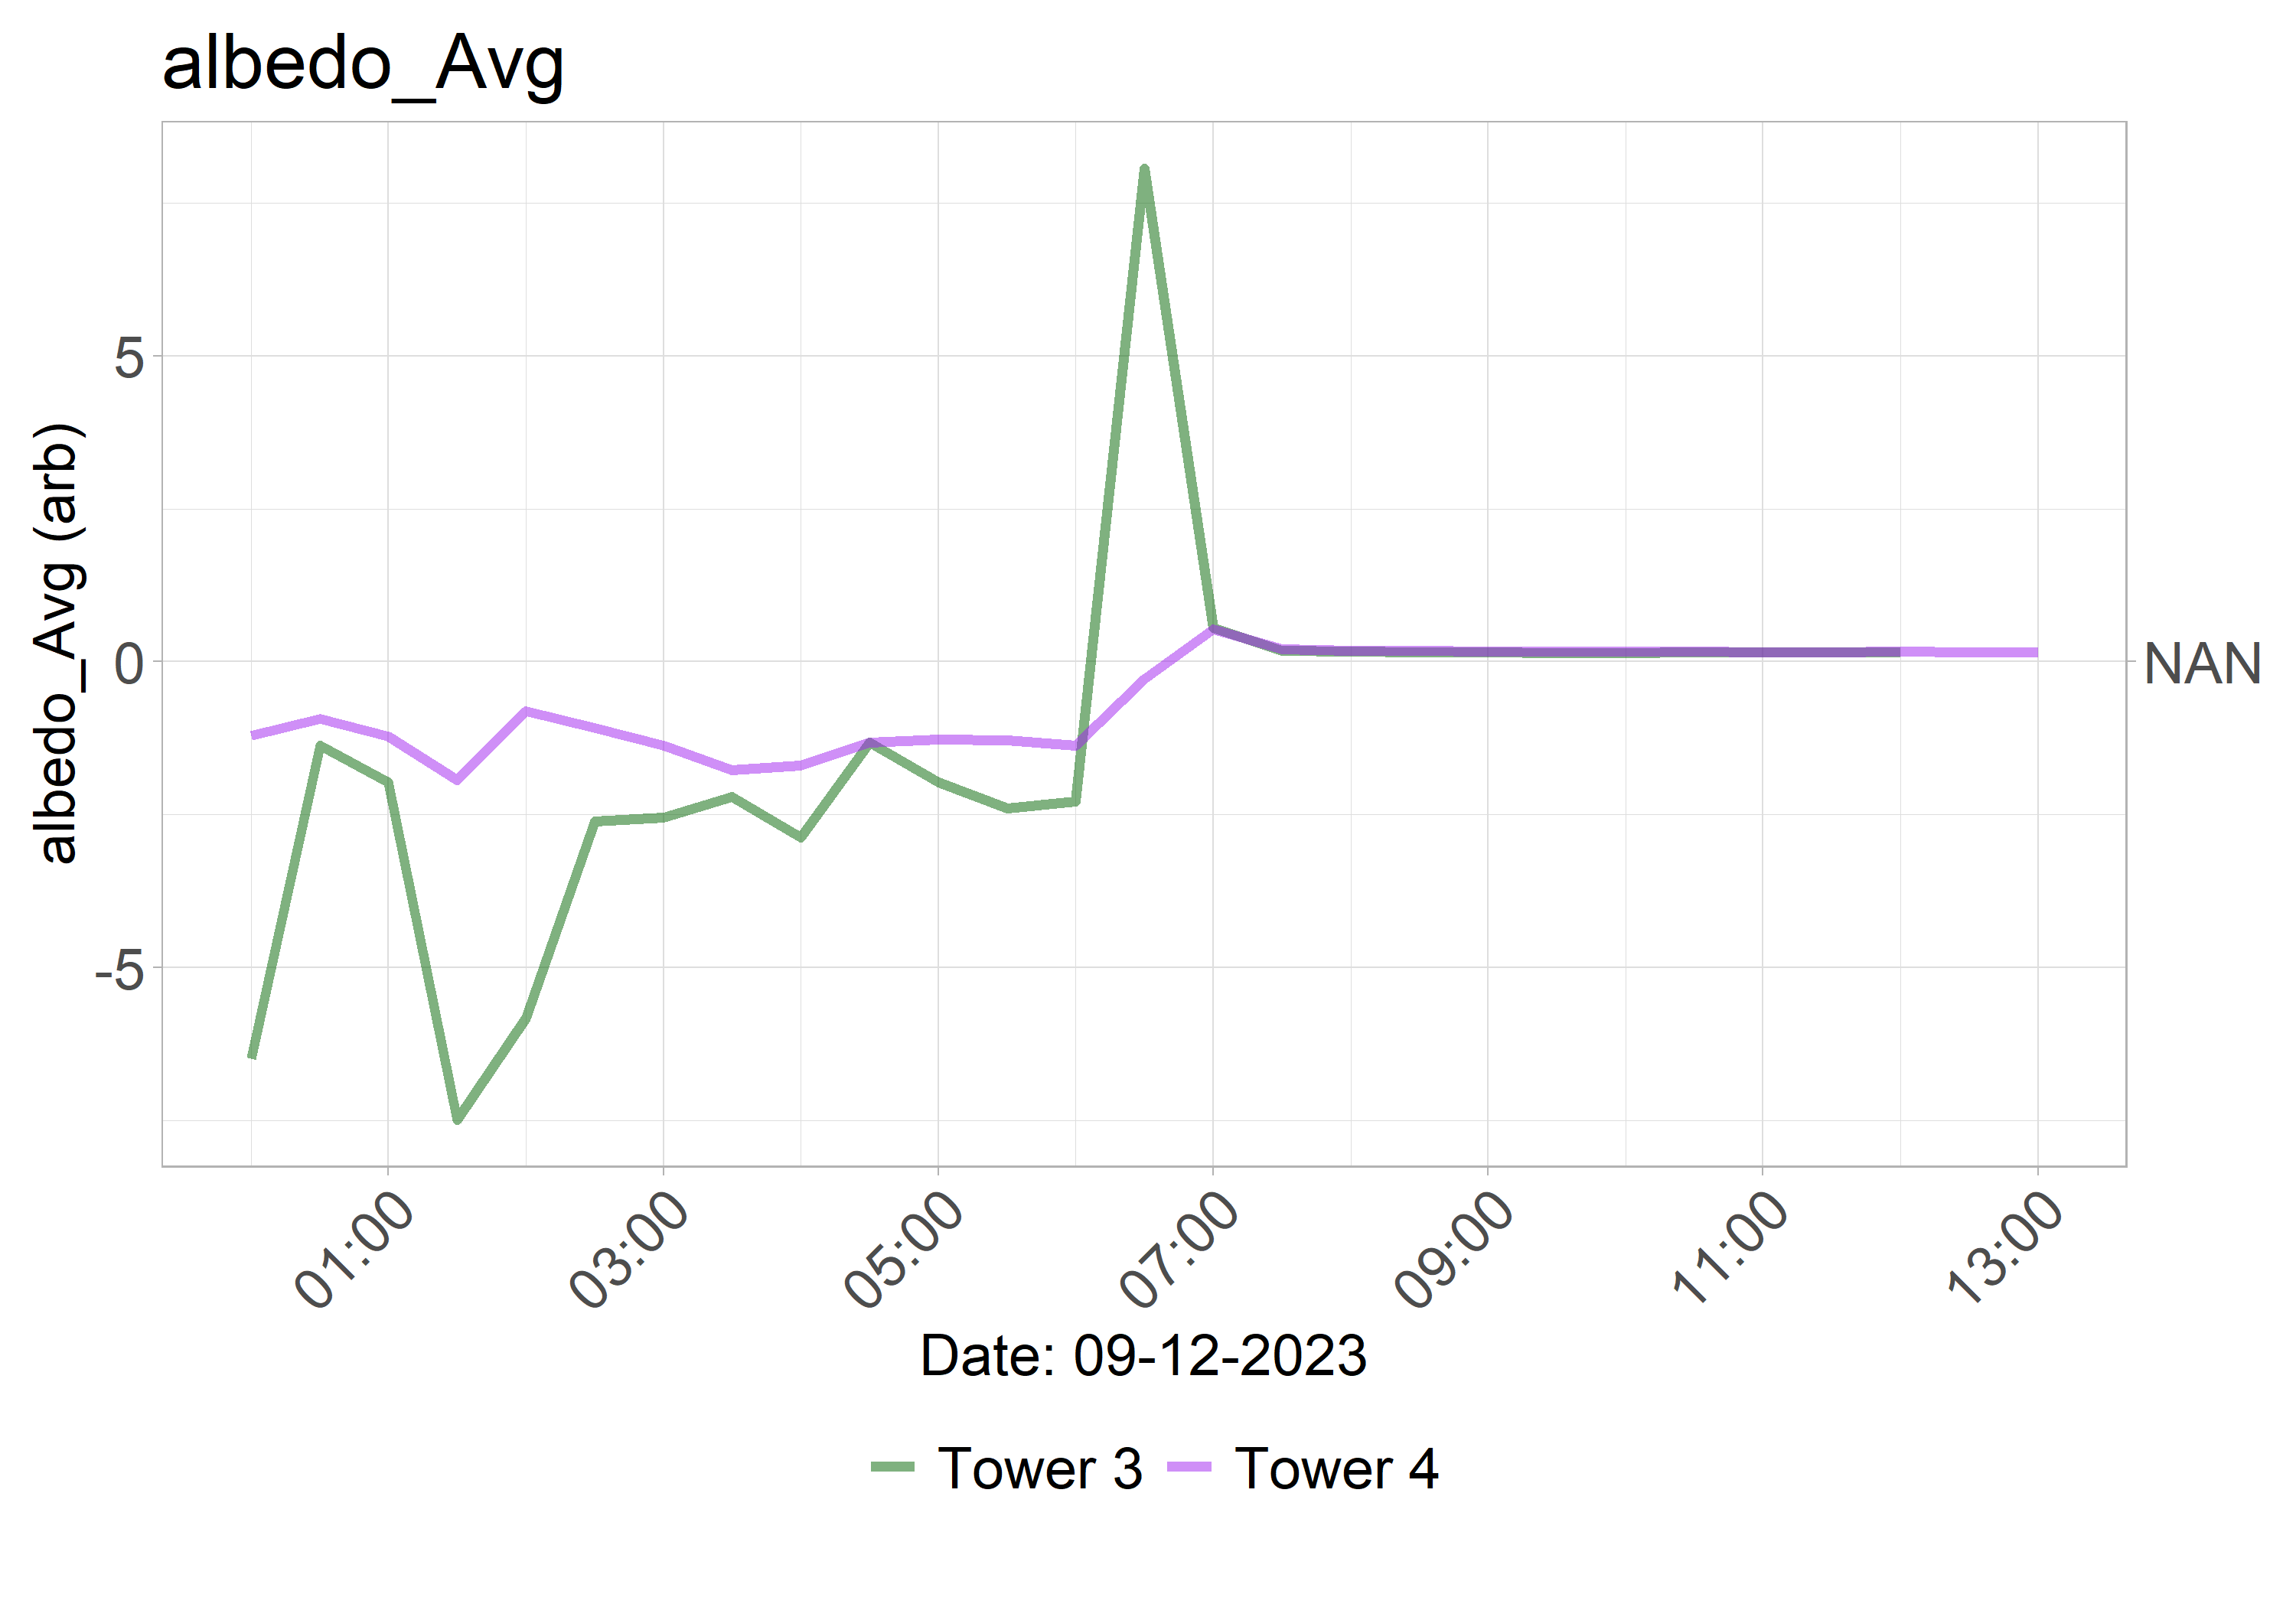 albedo_Avg
albedo_Avg (arb)
5
0
-5
NAN
01:00 03:00 05:00 07:00 09:00 11:00 13:00
Date: 09-12-2023
Tower 3 Tower 4